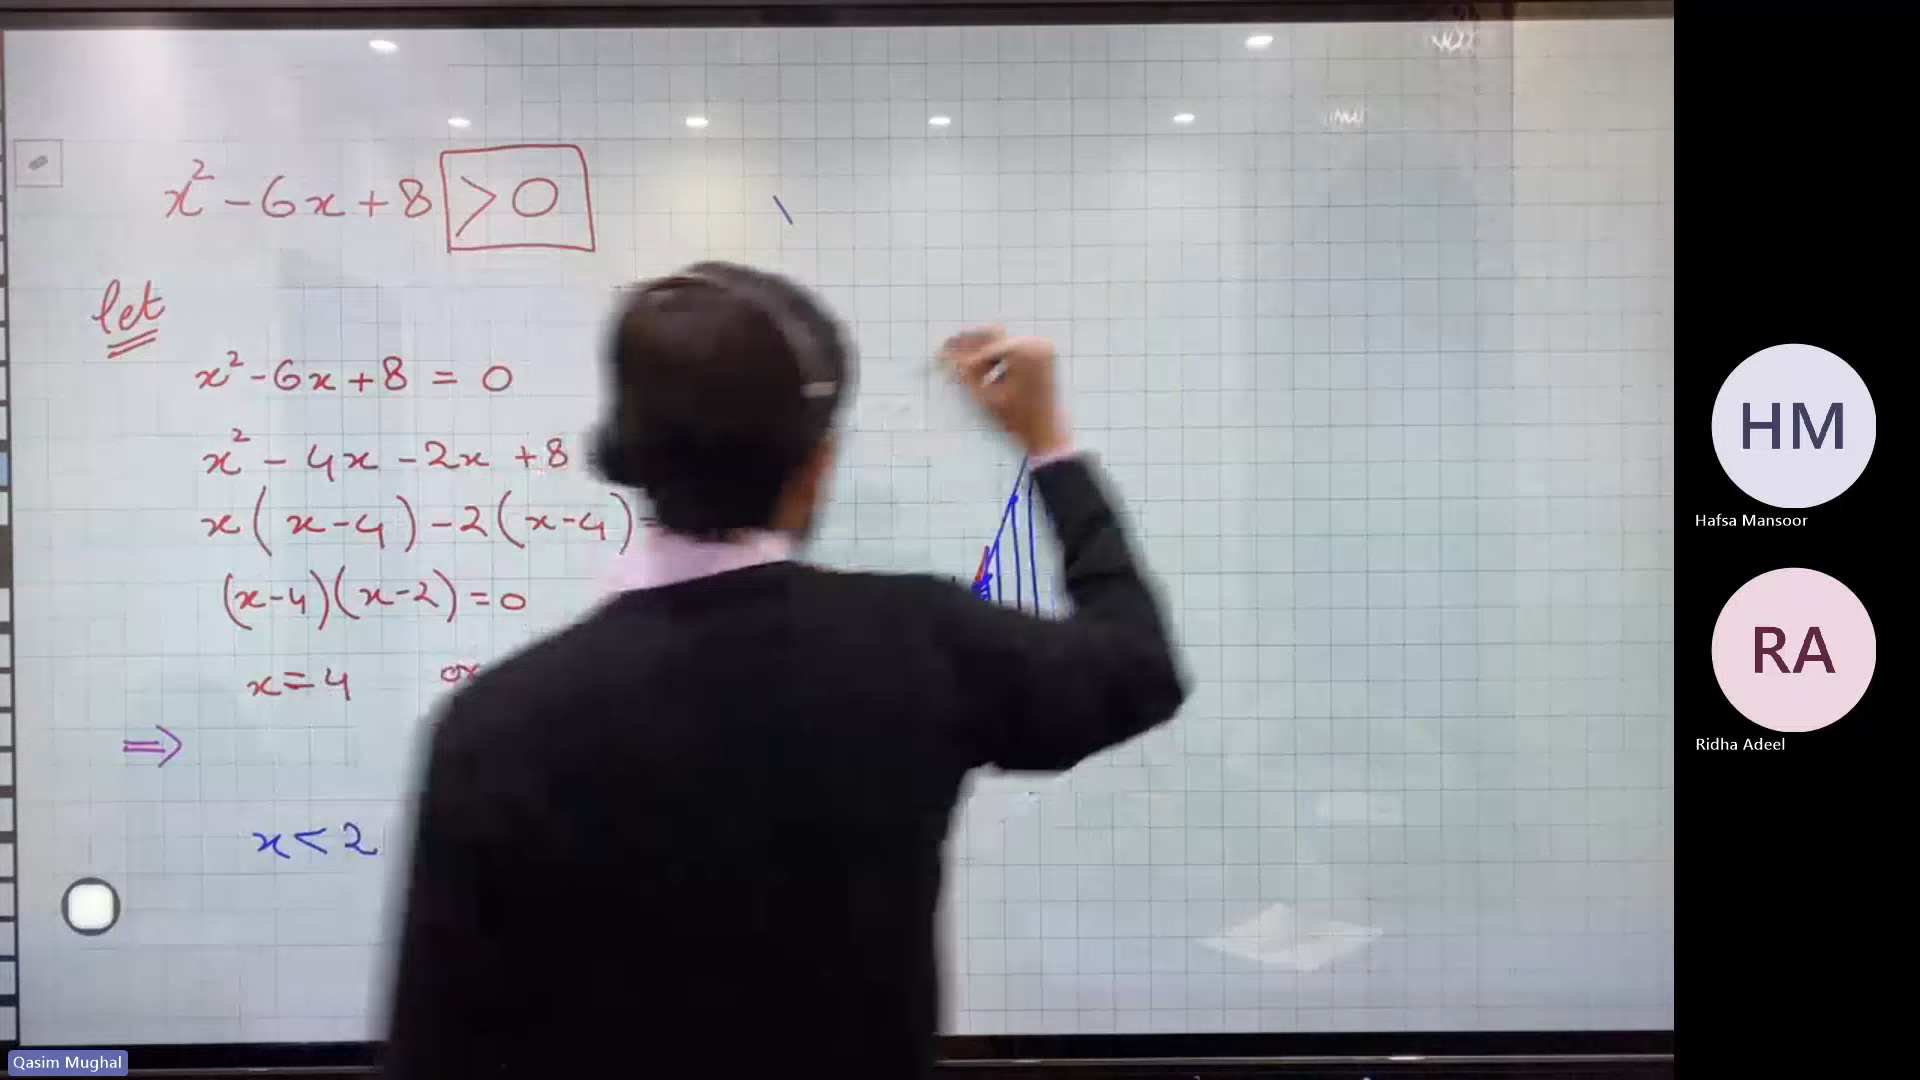 x² - 6x + 8 > 0
let
x² - 6x + 8 = 0
x² - 4x - 2x + 8
x(x-4) - 2(x-4) =
(x-4)(x-2) = 0
x = 4 or
⇒
x < 2
HM
Hafsa Mansoor
RA
Ridha Adeel
Qasim Mughal